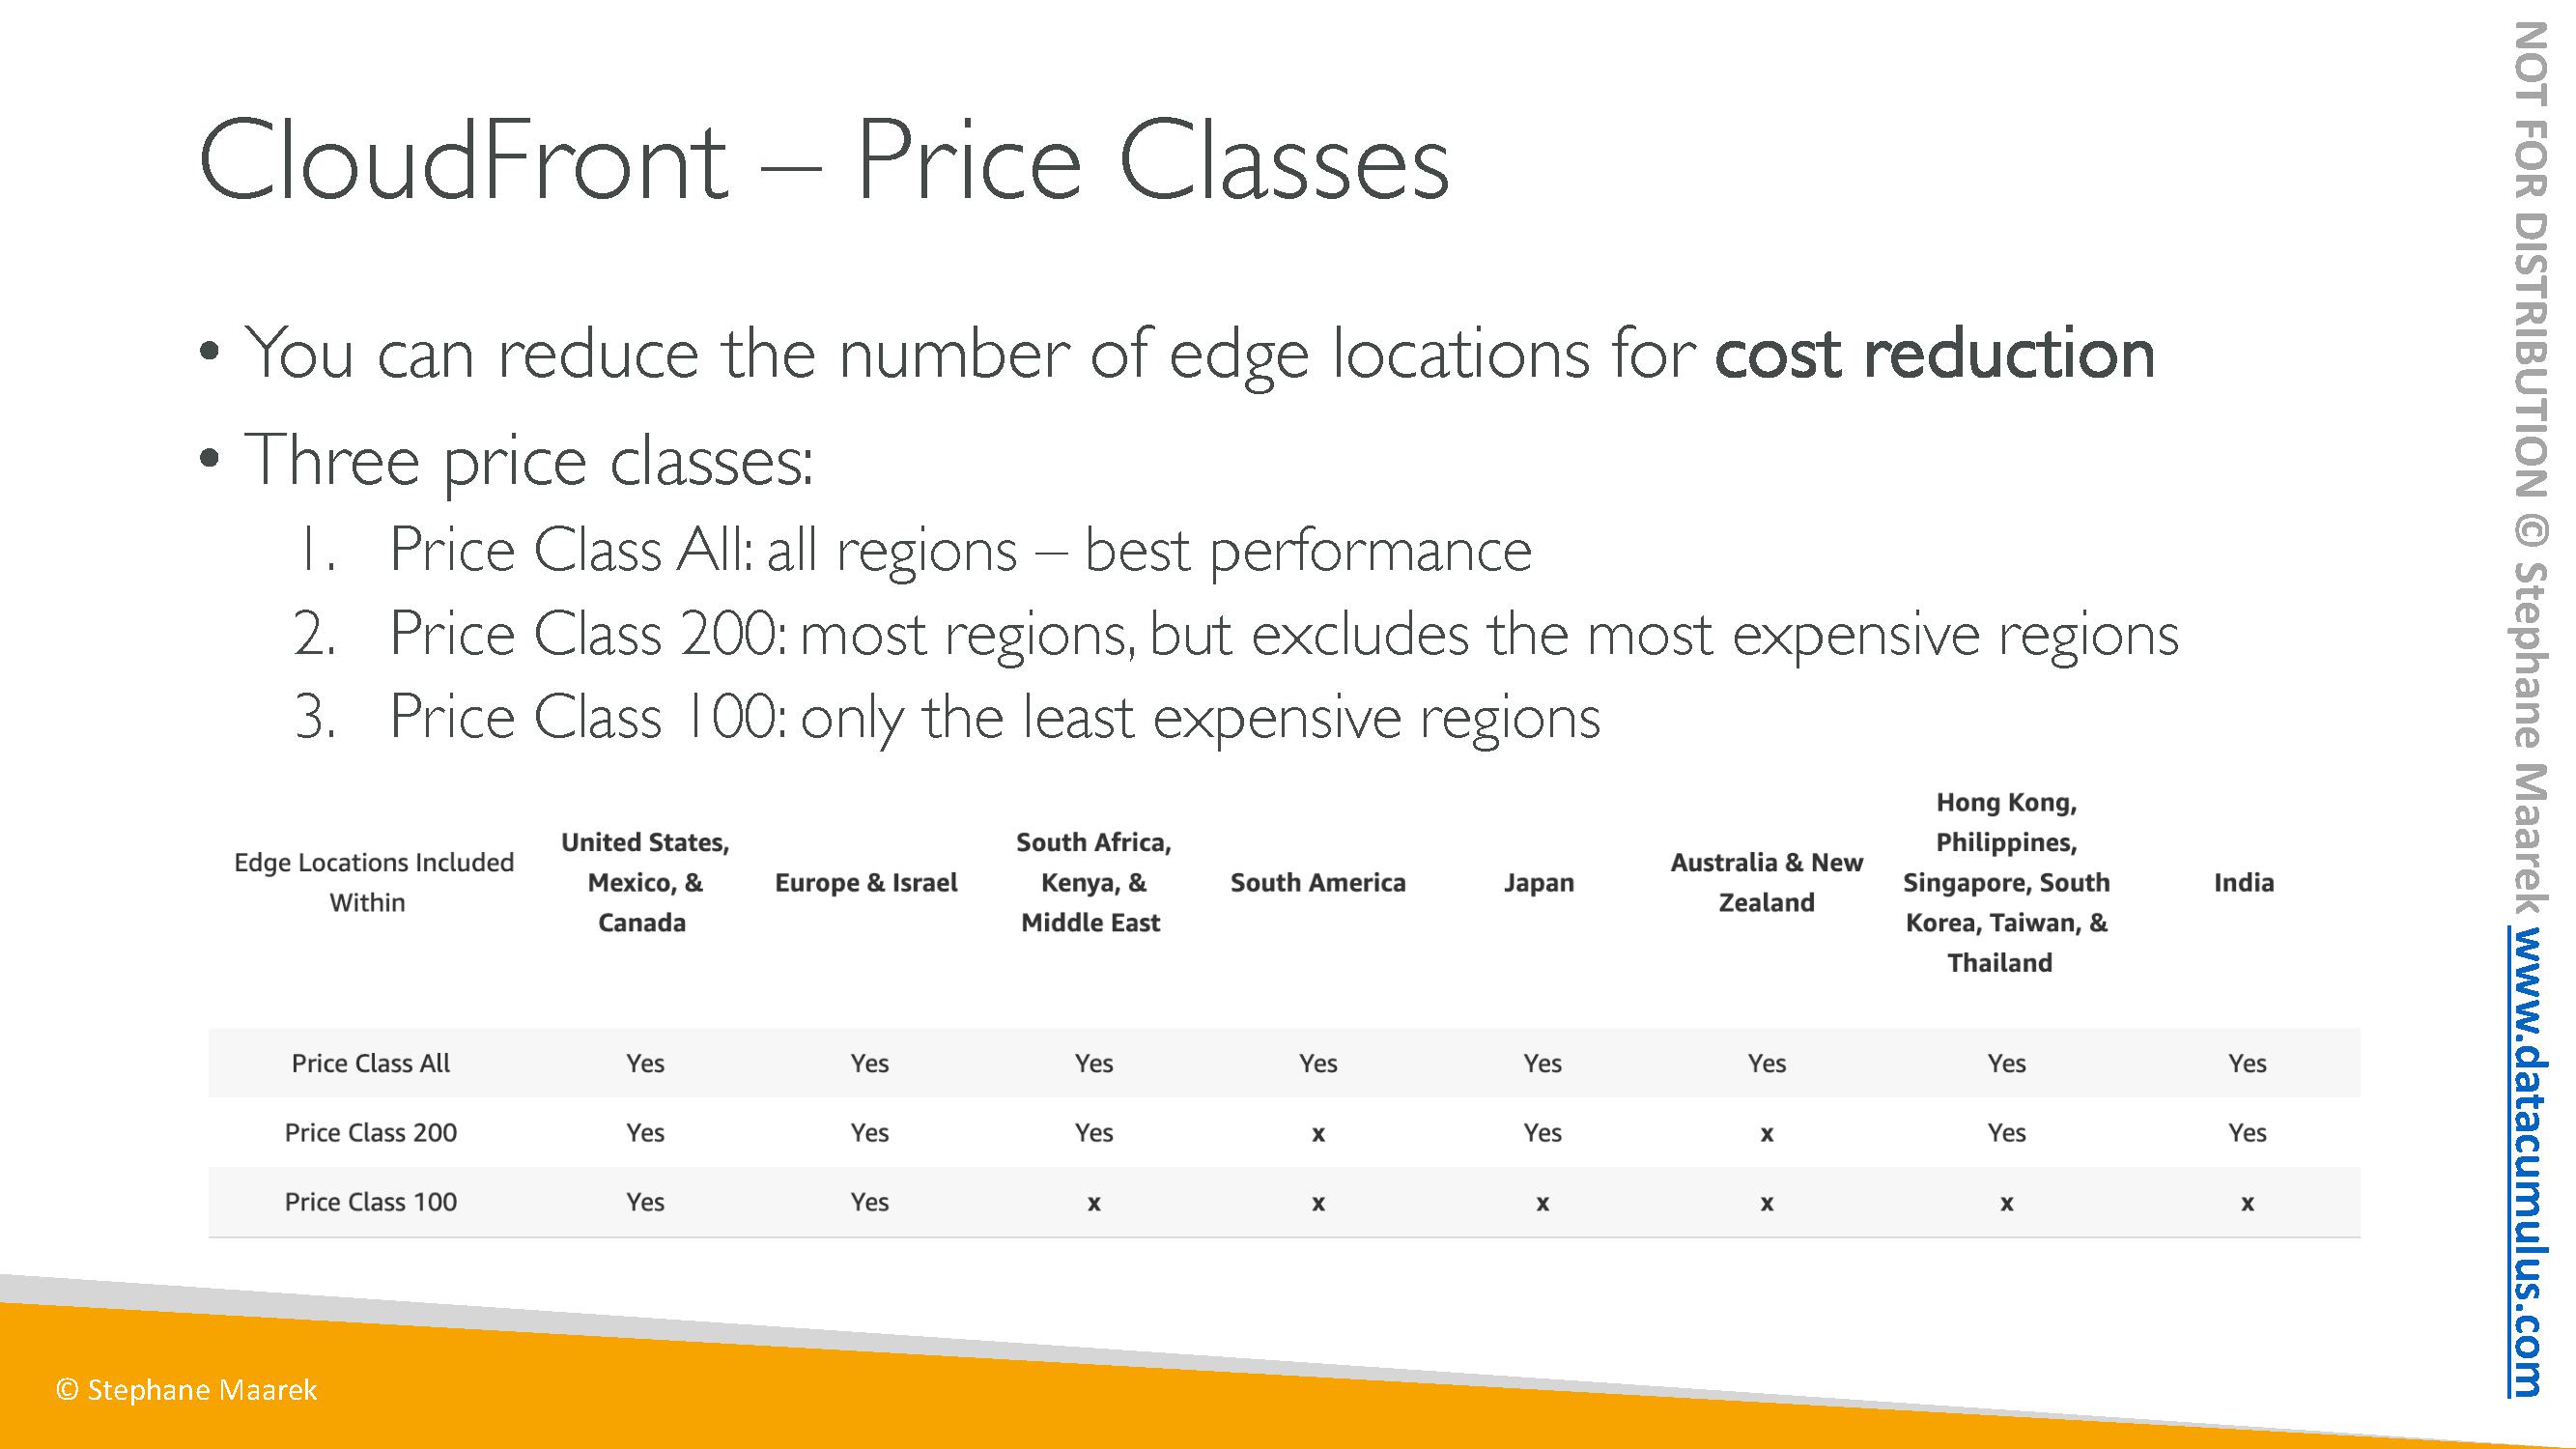 CloudFront – Price Classes
• You can reduce the number of edge locations for cost reduction
• Three price classes:
1. Price Class All: all regions – best performance
2. Price Class 200: most regions, but excludes the most expensive regions
3. Price Class 100: only the least expensive regions
Edge Locations Included
Within
United States,
Mexico, &
Canada
Europe & Israel
South Africa,
Kenya, &
Middle East
South America
Japan
Australia & New
Zealand
Hong Kong,
Philippines,
Singapore, South
Korea, Taiwan, &
Thailand
India
Price Class All Yes Yes Yes Yes Yes Yes Yes Yes
Price Class 200 Yes Yes Yes x Yes x Yes Yes
Price Class 100 Yes Yes x x x x x x
© Stephane Maarek
NOT FOR DISTRIBUTION © Stephane Maarek www.datacumulus.com